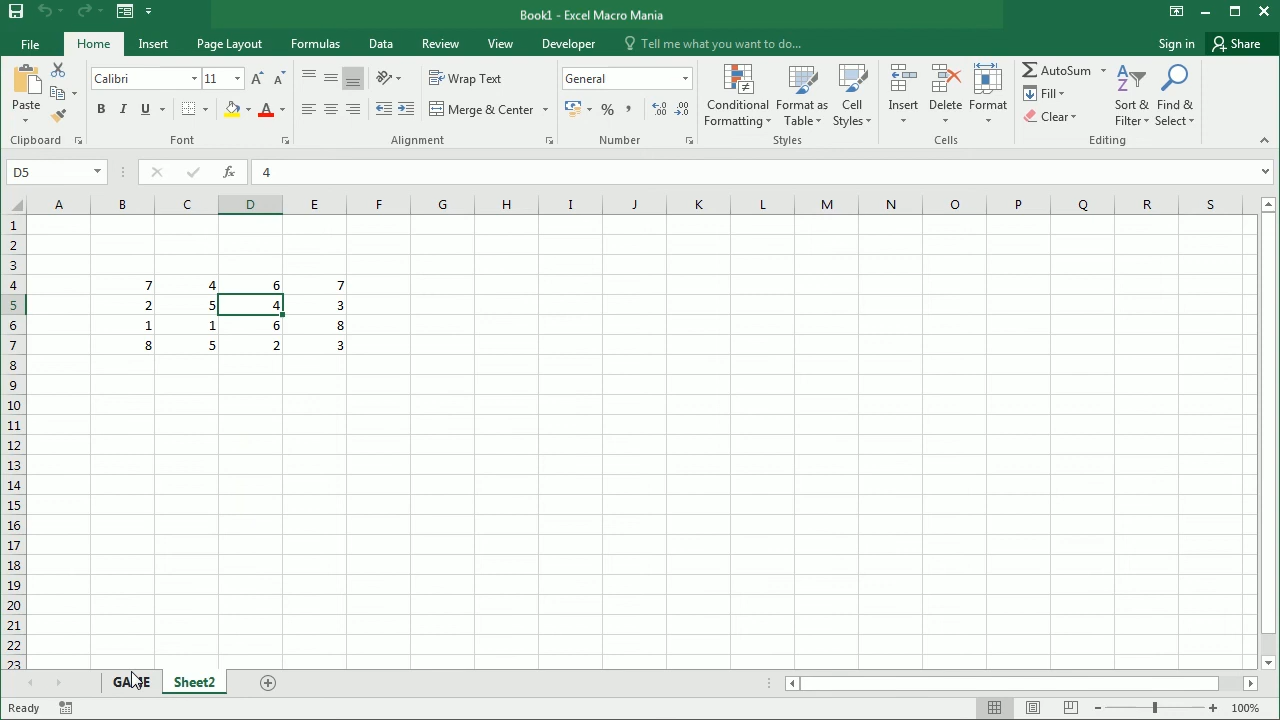 Book1 - Excel Macro Mania
File Home Insert Page Layout Formulas Data Review View Developer Tell me what you want to do... Sign in Share
Paste Calibri 11 A A Wrap Text General Conditional Formatting Format as Table Cell Styles Insert Delete Format AutoSum Sort & Filter Find & Select
B I U A Merge & Center % , Fill
Clear
Clipboard Font Alignment Number Styles Cells Editing
D5 fx 4
A B C D E F G H I J K L M N O P Q R S
1
2
3
4 7 4 6 7
5 2 5 4 3
6 1 1 6 8
7 8 5 2 3
8
9
10
11
12
13
14
15
16
17
18
19
20
21
22
23
Sheet2
Ready 100%